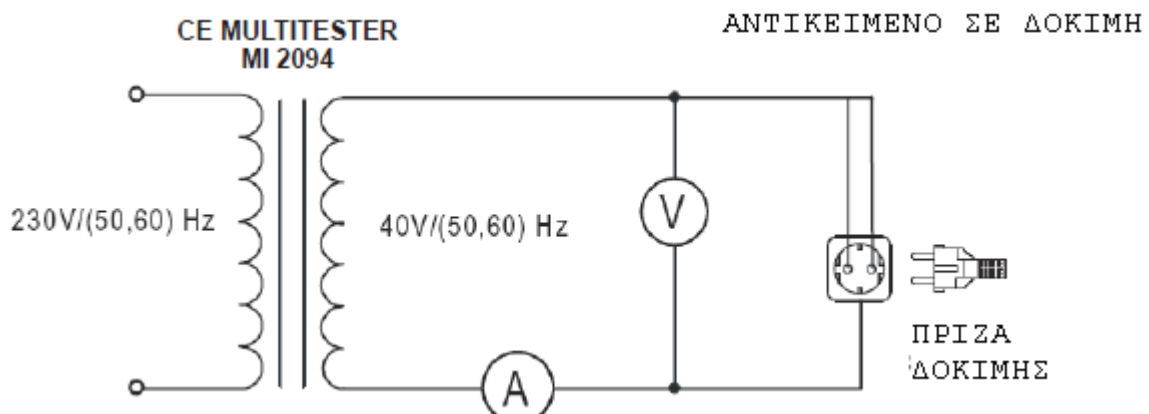 CE MULTITESTER
MI 2094
ΑΝΤΙΚΕΙΜΕΝΟ ΣΕ ΔΟΚΙΜΗ
230V/(50,60) Hz
40V/(50,60) Hz
V
A
ΠΡΙΖΑ
ΔΟΚΙΜΗΣ